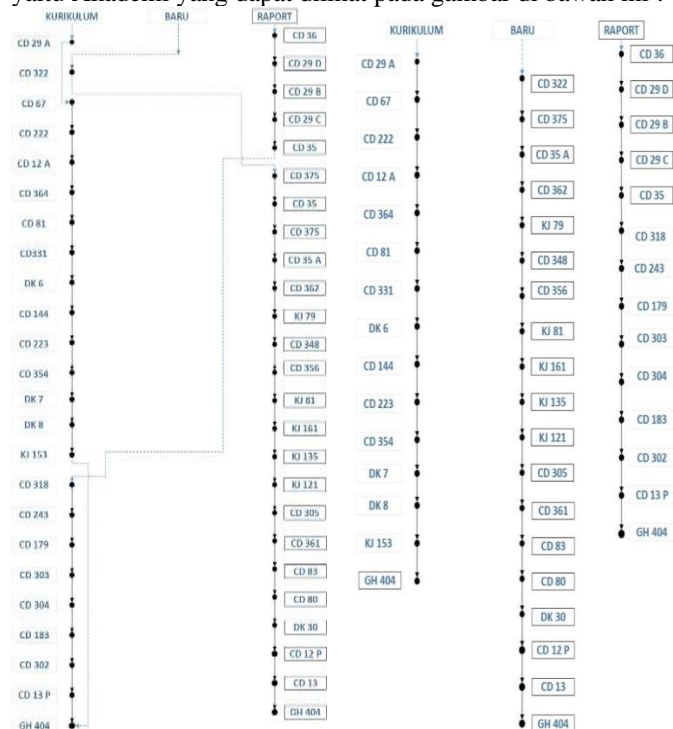 yaitu Akademi yang dapat dilihat pada gambar di bawah ini :
KURIKULUM
CD 29 A
CD 322
CD 67
CD 222
CD 12 A
CD 364
CD 81
CD331
DK 6
CD 144
CD 223
CD 354
DK 7
DK 8
KJ 153
CD 318
CD 243
CD 179
CD 303
CD 304
CD 183
CD 302
CD 13 P
GH 404
BARU
RAPORT
CD 36
CD 29 D
CD 29 B
CD 29 C
CD 35
CD 375
CD 35
CD 375
CD 35 A
CD 362
KJ 79
CD 348
CD 356
KJ 81
KJ 161
KJ 135
KJ 121
CD 305
CD 361
CD 83
CD 80
DK 30
CD 12 P
CD 13
GH 404
KURIKULUM
CD 29 A
CD 67
CD 222
CD 12 A
CD 364
CD 81
CD 331
DK 6
CD 144
CD 223
CD 354
DK 7
DK 8
KJ 153
GH 404
BARU
CD 322
CD 375
CD 35 A
CD 362
KJ 79
CD 348
CD 356
KJ 81
KJ 161
KJ 135
KJ 121
CD 305
CD 361
CD 83
CD 80
DK 30
CD 12 P
CD 13
GH 404
RAPORT
CD 36
CD 29 D
CD 29 B
CD 29 C
CD 35
CD 318
CD 243
CD 179
CD 303
CD 304
CD 183
CD 302
CD 13 P
GH 404